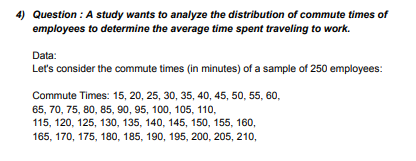 4) Question : A study wants to analyze the distribution of commute times of
employees to determine the average time spent traveling to work.
Data:
Let's consider the commute times (in minutes) of a sample of 250 employees:
Commute Times: 15, 20, 25, 30, 35, 40, 45, 50, 55, 60,
65, 70, 75, 80, 85, 90, 95, 100, 105, 110,
115, 120, 125, 130, 135, 140, 145, 150, 155, 160,
165, 170, 175, 180, 185, 190, 195, 200, 205, 210,